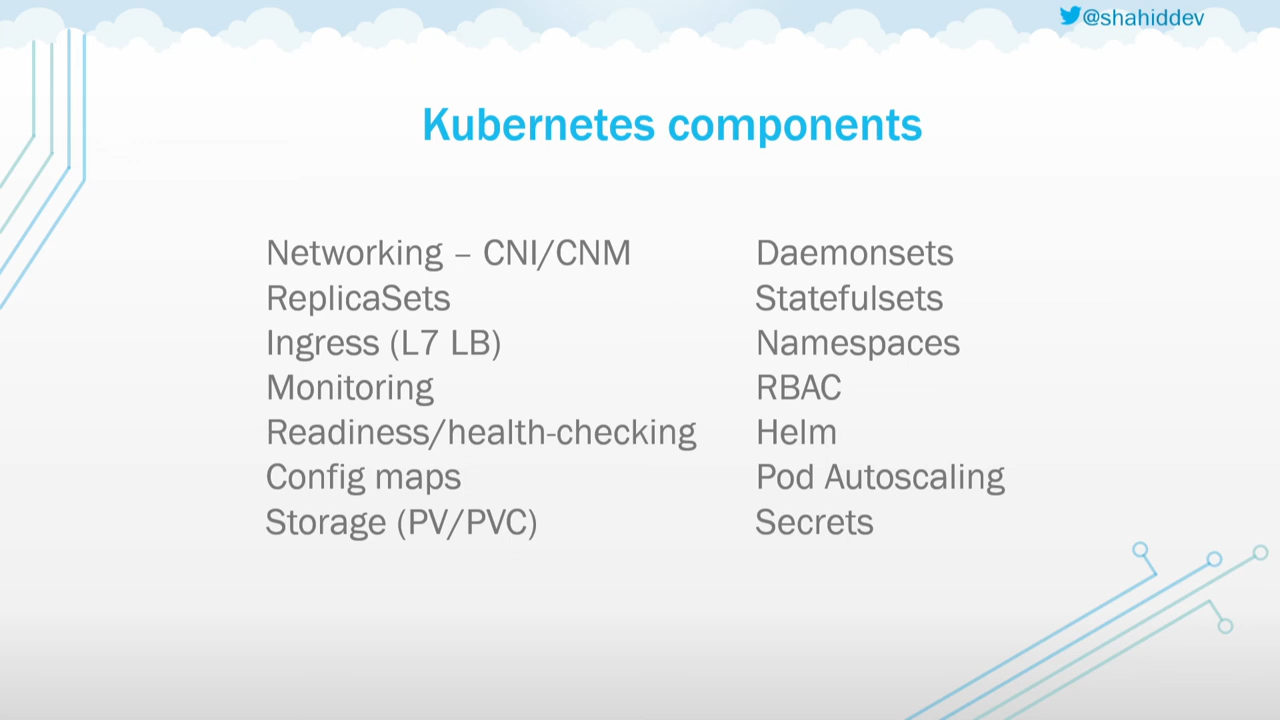 @shahiddev
Kubernetes components
Networking – CNI/CNM
ReplicaSets
Ingress (L7 LB)
Monitoring
Readiness/health-checking
Config maps
Storage (PV/PVC)
Daemonsets
Statefulsets
Namespaces
RBAC
Helm
Pod Autoscaling
Secrets